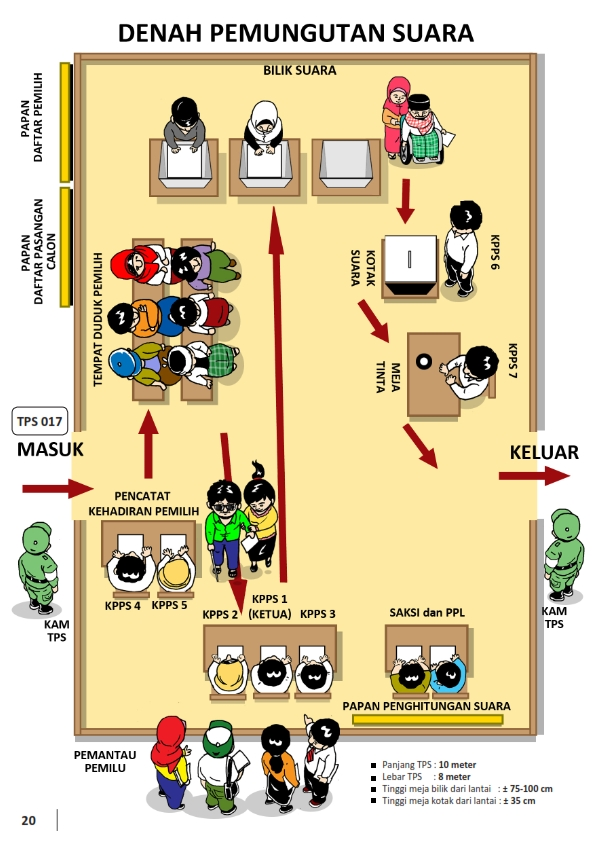 DENAH PEMUNGUTAN SUARA
BILIK SUARA
PAPAN
DAFTAR PEMILIH
PAPAN
DAFTAR PASANGAN
CALON
TEMPAT DUDUK PEMILIH
KOTAK
SUARA
KPPS 6
MEJA
TINTA
KPPS 7
TPS 017
MASUK
KELUAR
PENCATAT
KEHADIRAN PEMILIH
KPPS 4
KPPS 5
KPPS 2
KPPS 1
(KETUA)
KPPS 3
SAKSI dan PPL
KAM
TPS
KAM
TPS
PAPAN PENGHITUNGAN SUARA
PEMANTAU
PEMILU
Panjang TPS : 10 meter
Lebar TPS : 8 meter
Tinggi meja bilik dari lantai : ± 75-100 cm
Tinggi meja kotak dari lantai : ± 35 cm
20